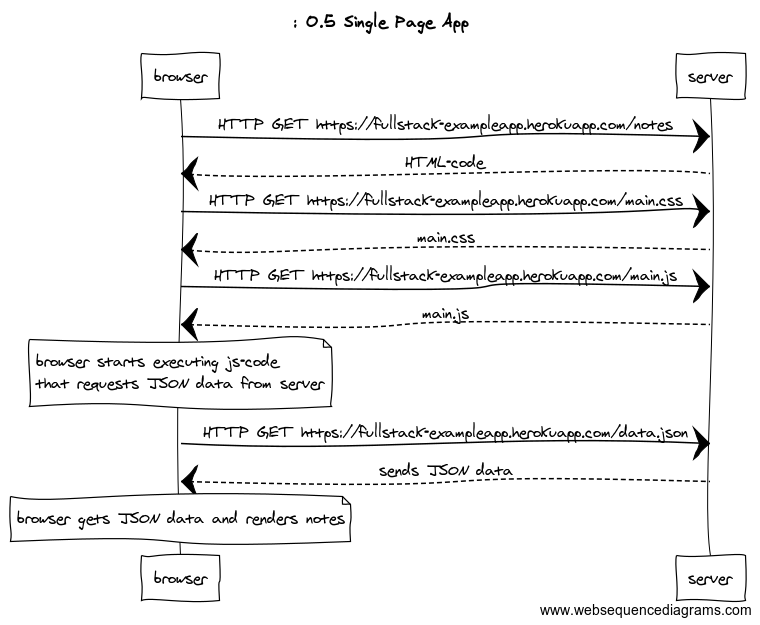 : 0.5 Single Page App
browser
server
HTTP GET https://fullstack-exampleapp.herokuapp.com/notes
HTML-code
HTTP GET https://fullstack-exampleapp.herokuapp.com/main.css
main.css
HTTP GET https://fullstack-exampleapp.herokuapp.com/main.js
main.js
browser starts executing js-code
that requests JSON data from server
HTTP GET https://fullstack-exampleapp.herokuapp.com/data.json
sends JSON data
browser gets JSON data and renders notes
browser
server
www.websequencediagrams.com